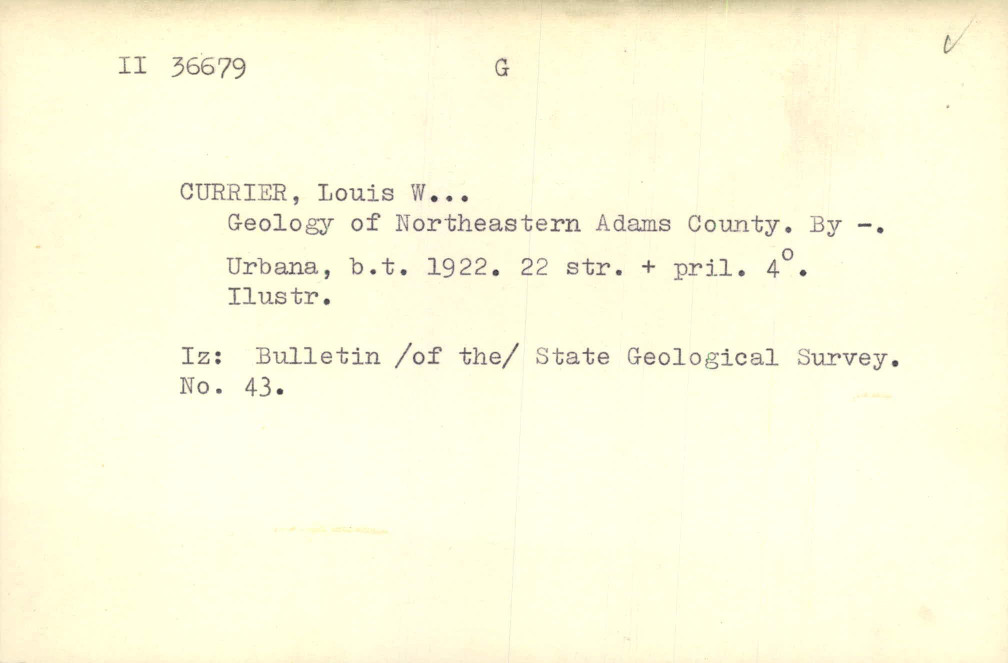 II 36679 G
CURRIER, Louis W...
Geology of Northeastern Adams County. By -.
Urbana, b.t. 1922. 22 str. + pril. 4°.
Ilustr.
Iz: Bulletin /of the/ State Geological Survey.
No. 43.